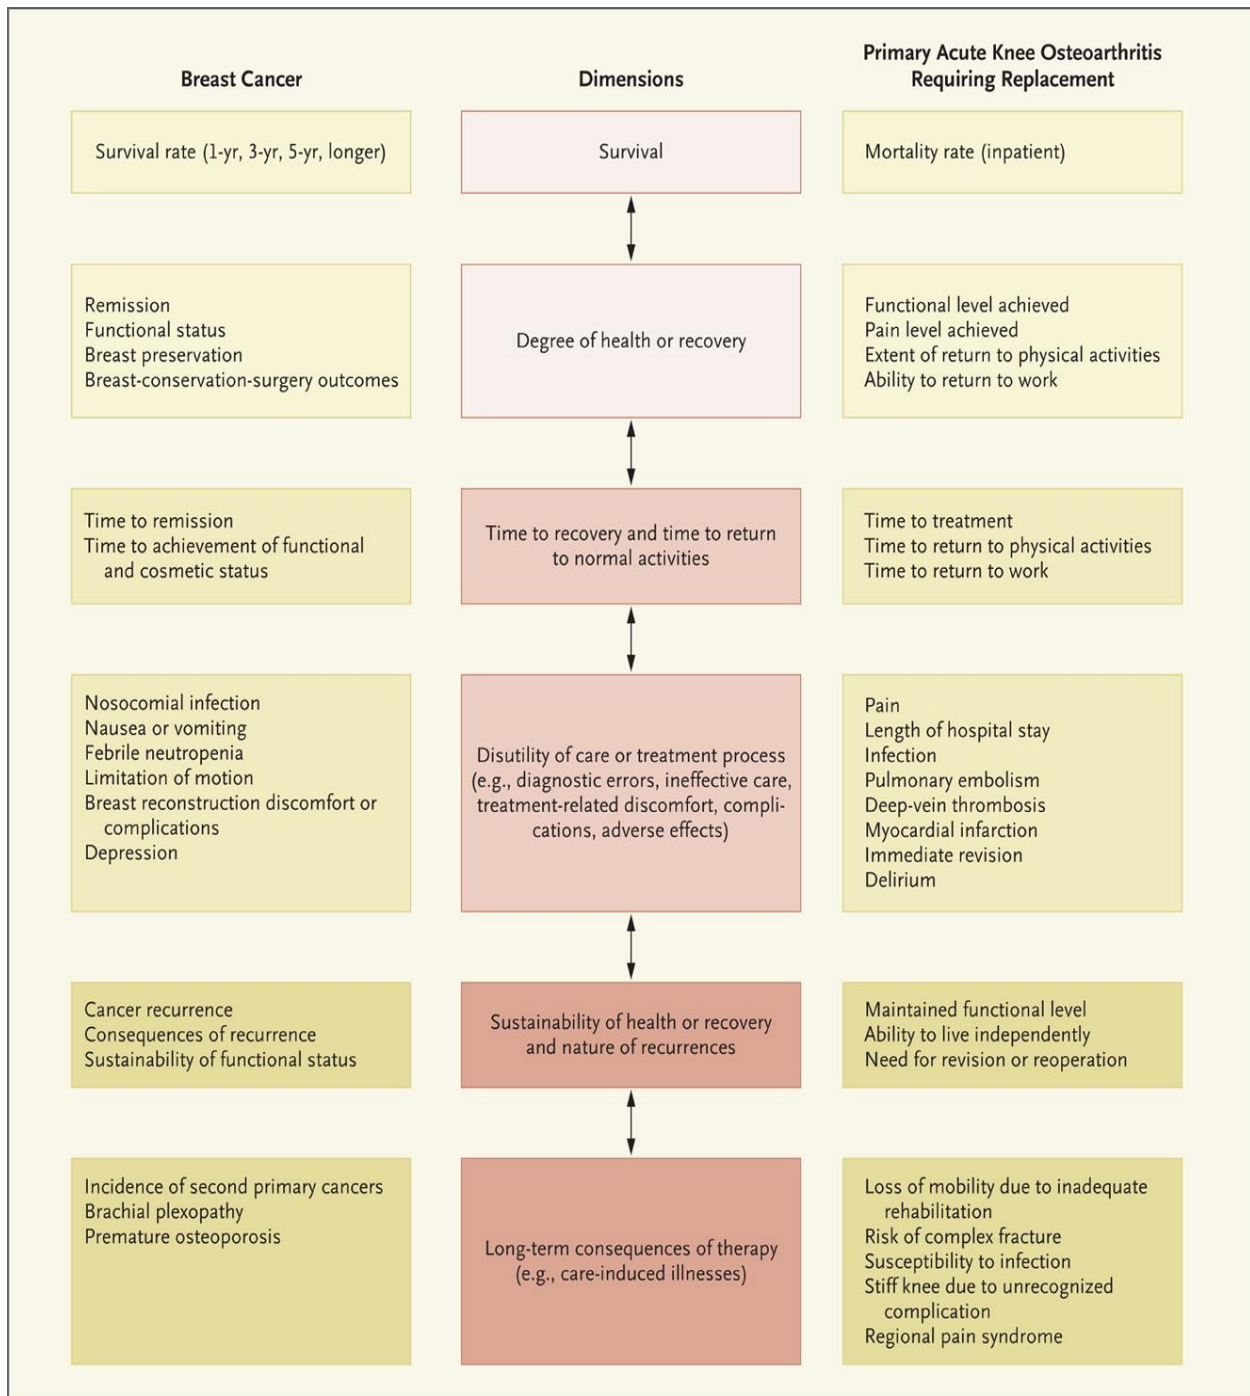 Breast Cancer
Dimensions
Primary Acute Knee Osteoarthritis
Requiring Replacement
Survival rate (1-yr, 3-yr, 5-yr, longer)
Survival
Mortality rate (inpatient)
Remission
Functional status
Breast preservation
Breast-conservation-surgery outcomes
Degree of health or recovery
Functional level achieved
Pain level achieved
Extent of return to physical activities
Ability to return to work
Time to remission
Time to achievement of functional
and cosmetic status
Time to recovery and time to return
to normal activities
Time to treatment
Time to return to physical activities
Time to return to work
Nosocomial infection
Nausea or vomiting
Febrile neutropenia
Limitation of motion
Breast reconstruction discomfort or
complications
Depression
Disutility of care or treatment process
(e.g., diagnostic errors, ineffective care,
treatment-related discomfort, compli-
cations, adverse effects)
Pain
Length of hospital stay
Infection
Pulmonary embolism
Deep-vein thrombosis
Myocardial infarction
Immediate revision
Delirium
Cancer recurrence
Consequences of recurrence
Sustainability of functional status
Sustainability of health or recovery
and nature of recurrences
Maintained functional level
Ability to live independently
Need for revision or reoperation
Incidence of second primary cancers
Brachial plexopathy
Premature osteoporosis
Long-term consequences of therapy
(e.g., care-induced illnesses)
Loss of mobility due to inadequate
rehabilitation
Risk of complex fracture
Susceptibility to infection
Stiff knee due to unrecognized
complication
Regional pain syndrome